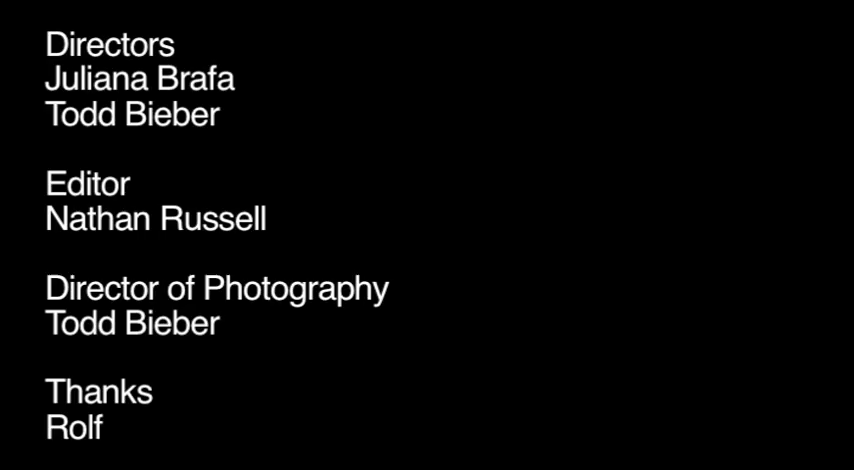 Directors
Juliana Brafa
Todd Bieber
Editor
Nathan Russell
Director of Photography
Todd Bieber
Thanks
Rolf